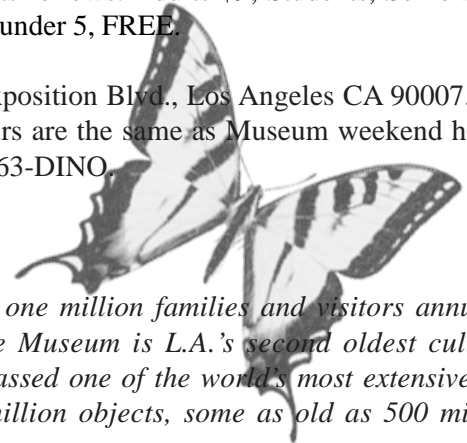 under 5, FREE.
xposition Blvd., Los Angeles CA 90007.
rs are the same as Museum weekend h
63-DINO.
one million families and visitors annu
e Museum is L.A.'s second oldest cul
assed one of the world's most extensive
million objects, some as old as 500 mi